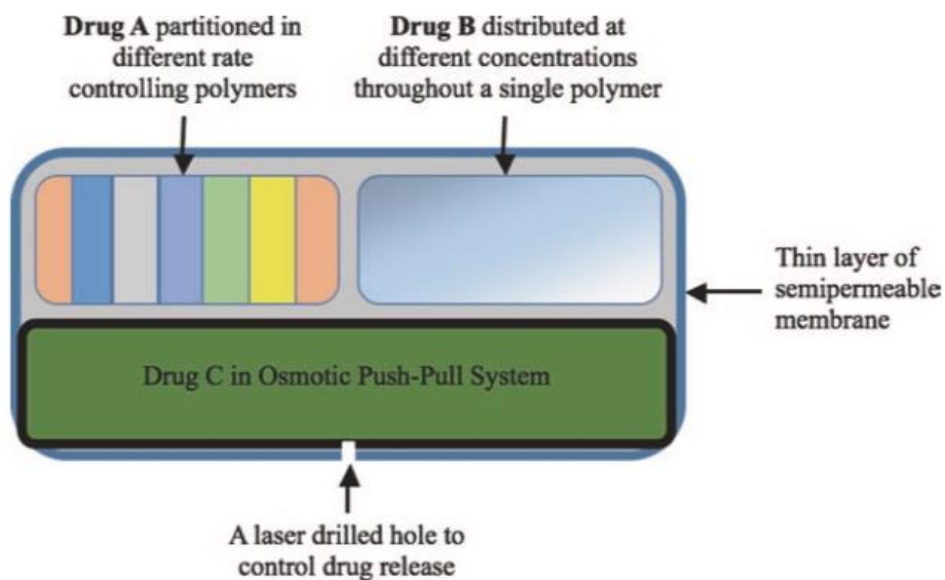 Drug A partitioned in
different rate
controlling polymers
Drug B distributed at
different concentrations
throughout a single polymer
Thin layer of
semipermeable
membrane
Drug C in Osmotic Push-Pull System
A laser drilled hole to
control drug release